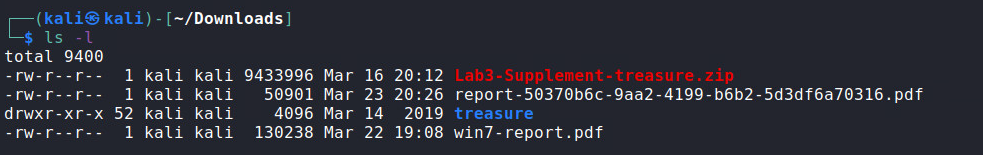 ┌──(kali㉿kali)-[~/Downloads]
└─$ ls -l
total 9400
-rw-r--r--  1 kali kali 9433996 Mar 16 20:12 Lab3-Supplement-treasure.zip
-rw-r--r--  1 kali kali   50901 Mar 23 20:26 report-50370b6c-9aa2-4199-b6b2-5d3df6a70316.pdf
drwxr-xr-x 52 kali kali    4096 Mar 14  2019 treasure
-rw-r--r--  1 kali kali  130238 Mar 22 19:08 win7-report.pdf